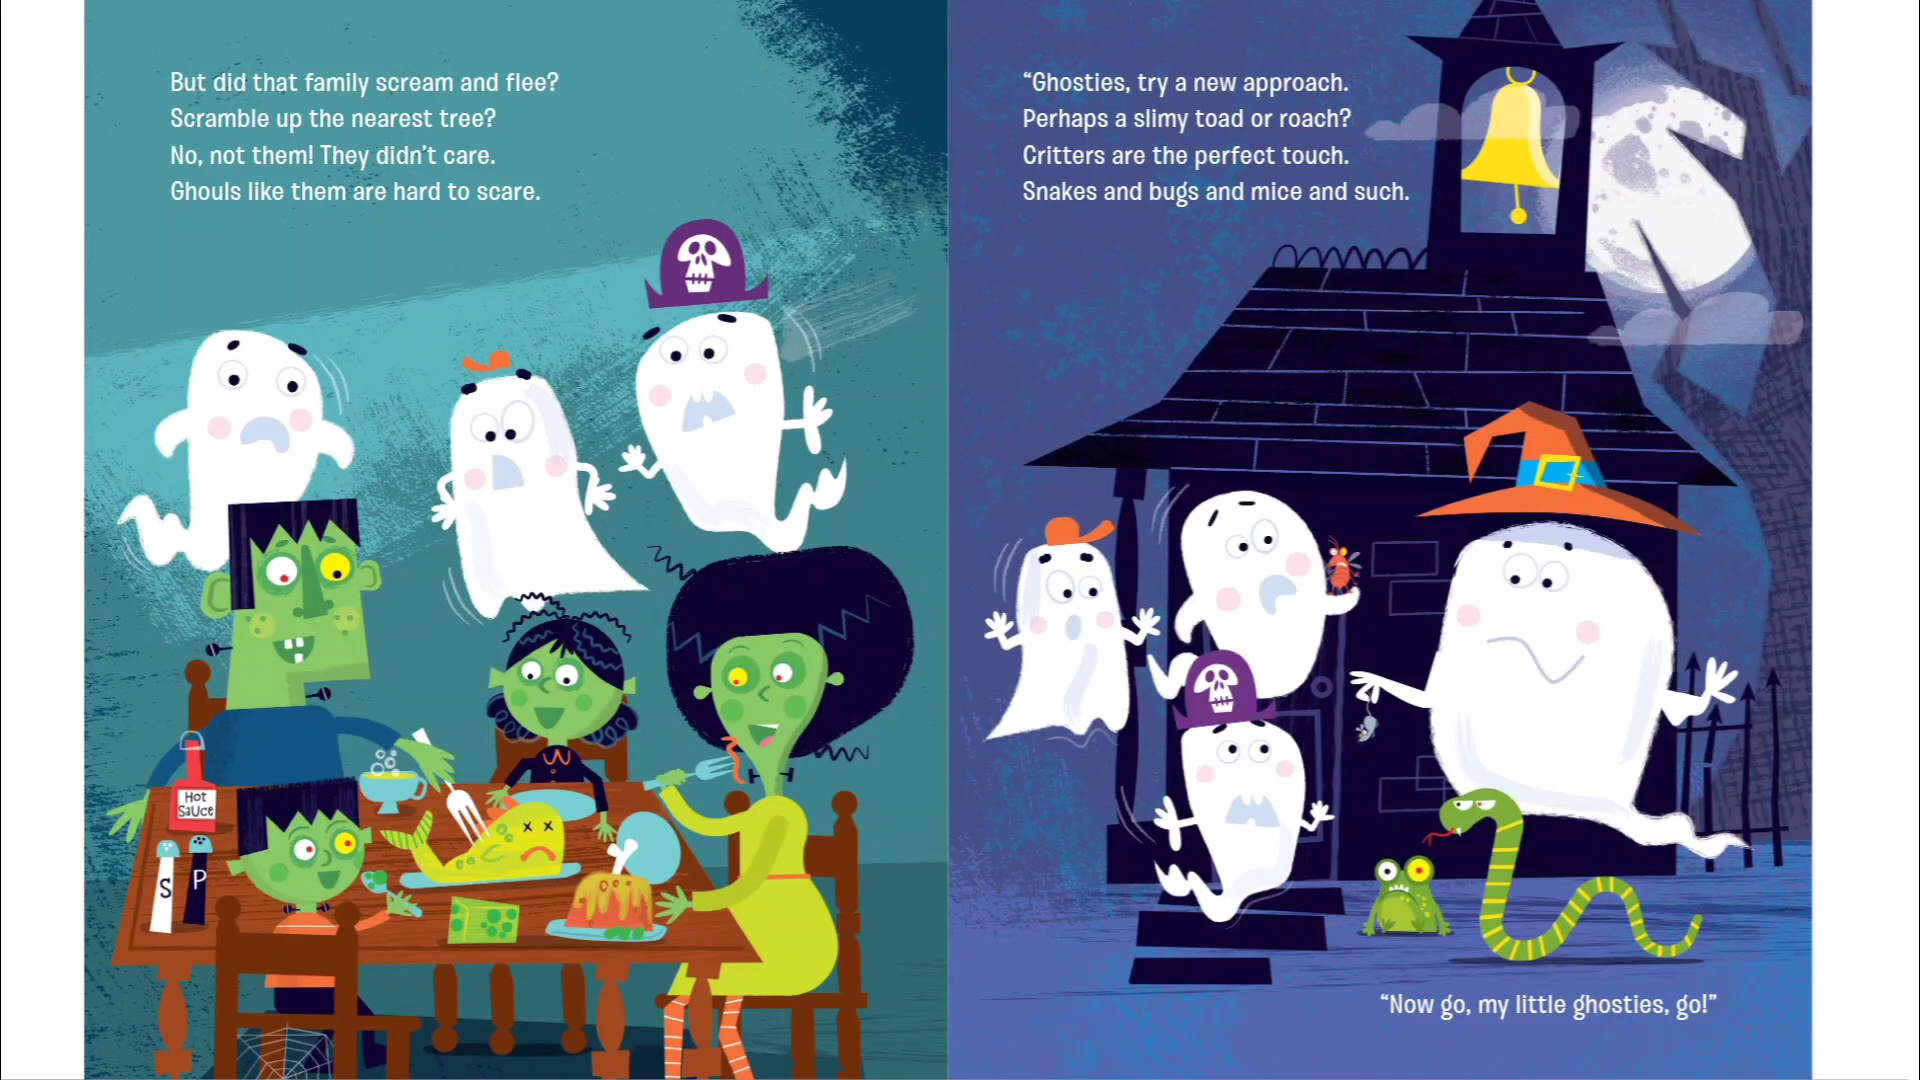 But did that family scream and flee?
Scramble up the nearest tree?
No, not them! They didn’t care.
Ghouls like them are hard to scare.
Hot
Sauce
S
P
“Ghosties, try a new approach.
Perhaps a slimy toad or roach?
Critters are the perfect touch.
Snakes and bugs and mice and such.
“Now go, my little ghosties, go!”